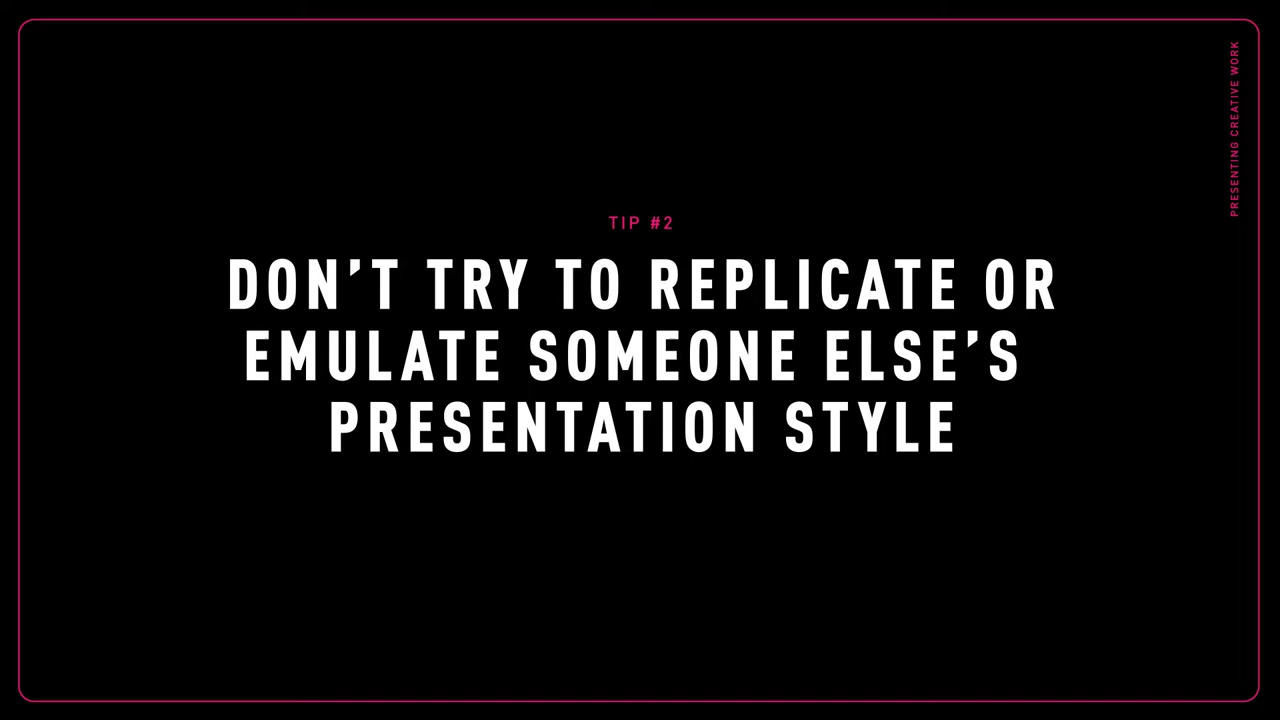 PRESENTING CREATIVE WORK
TIP #2
DON’T TRY TO REPLICATE OR
EMULATE SOMEONE ELSE’S
PRESENTATION STYLE